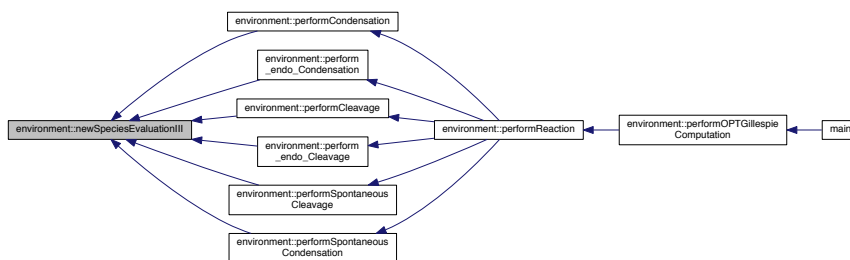 environment::performCondensation
environment::perform
_endo_Condensation
environment::performCleavage
environment::newSpeciesEvaluationIII
environment::performReaction
environment::performOPTGillespie
Computation
main
environment::perform
_endo_Cleavage
environment::performSpontaneous
Cleavage
environment::performSpontaneous
Condensation